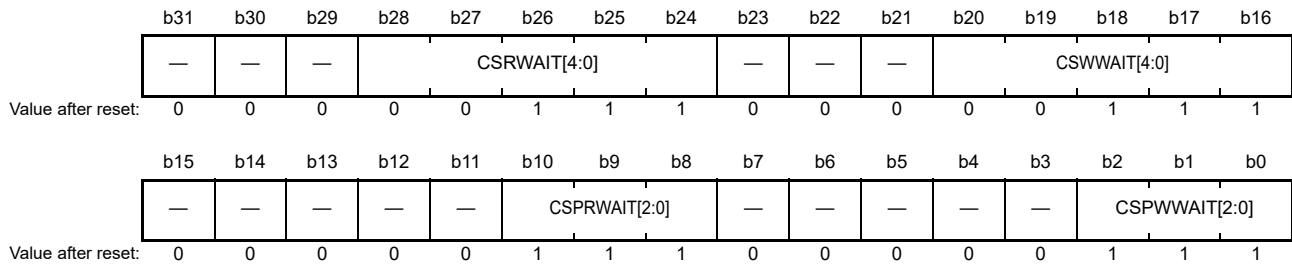 b31 b30 b29 b28 b27 b26 b25 b24 b23 b22 b21 b20 b19 b18 b17 b16
— — — CSRWAIT[4:0] — — — CSWWAIT[4:0]
Value after reset: 0 0 0 0 0 1 1 1 0 0 0 0 0 1 1 1
b15 b14 b13 b12 b11 b10 b9 b8 b7 b6 b5 b4 b3 b2 b1 b0
— — — — — CSPRWAIT[2:0] — — — — — CSPWWAIT[2:0]
Value after reset: 0 0 0 0 0 1 1 1 0 0 0 0 0 1 1 1